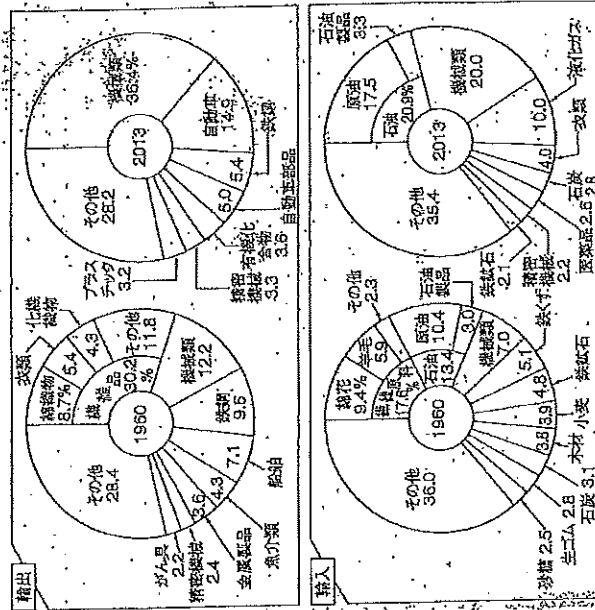 輸出
綿織物
8.7%
衣類
5.4
化繊
織物
4.3
その他
11.8
繊維品
30.2
%
機械類
12.2
鉄鋼
9.6
7.1
船舶
4.3
魚介類
3.6
金属製品
2.4
精密機械
2.2
がん具
その他
28.4
1960
機械類
36.4%
自動車
14.9
5.4
鉄鋼
5.0
自動車部品
3.6
有機化
合物
3.3
精密
機械
3.2
プラス
チック
その他
28.2
2013
輸入
綿花
9.4%
羊毛
5.9
その他
2.3
繊維原料
17.6
%
原油
10.4
石油
13.4
石油
製品
3.0
機械類
7.0
5.1
鉄くず
4.8
鉄鉱石
3.9
小麦
3.8
木材
石炭 3.1
生ゴム 2.8
砂糖 2.5
その他
36.0
1960
原油
17.5
石油
20.9%
石油
製品
3.3
機械類
20.0
10.0
液化ガス
4.0
衣類
石炭
2.8
医薬品 2.6
精密
機械
2.2
鉄鉱石
2.1
その他
35.4
2013